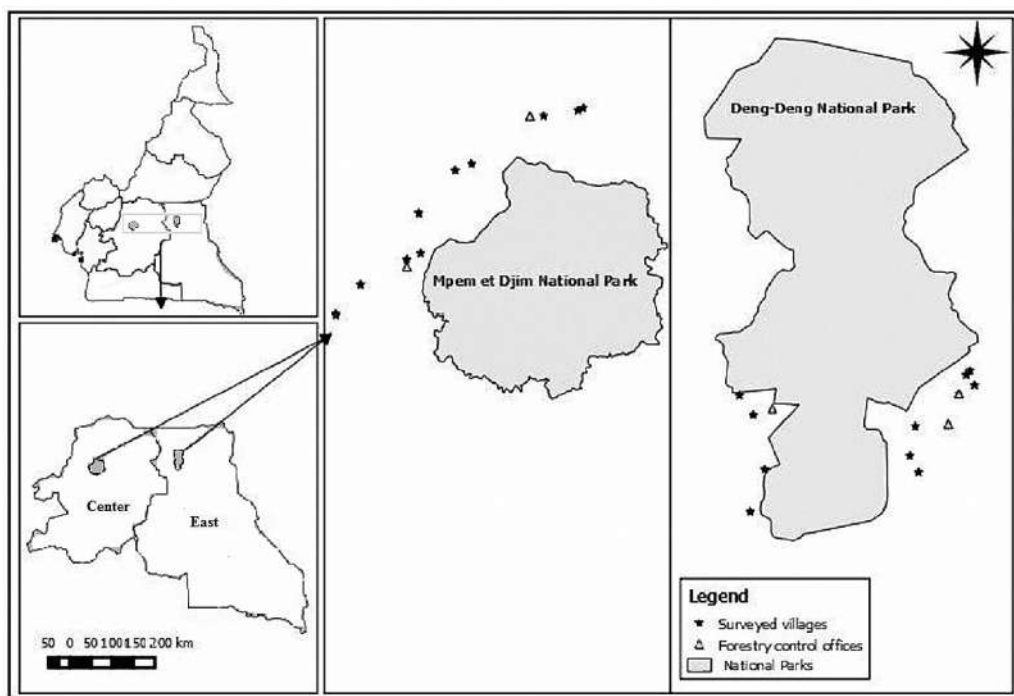 Deng-Deng National Park
Mpem et Djim National Park
Center
East
50 0 50 100 150 200 km
Legend
Surveyed villages
Forestry control offices
National Parks